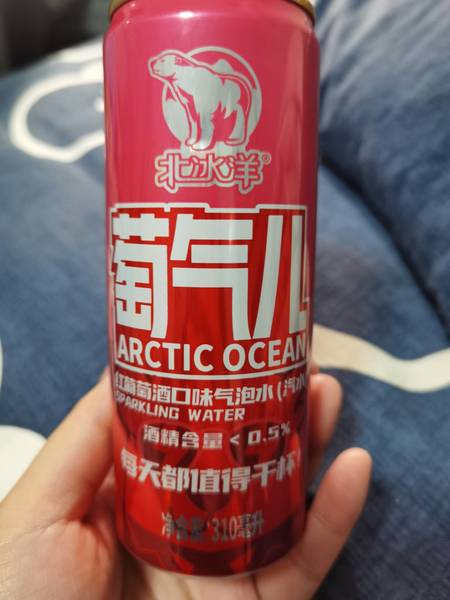 北冰洋®
萄气儿
ARCTIC OCEAN
红葡萄酒口味气泡水(汽水
SPARKLING WATER
酒精含量<0.5%
每天都值得干杯!
净含量:310毫升